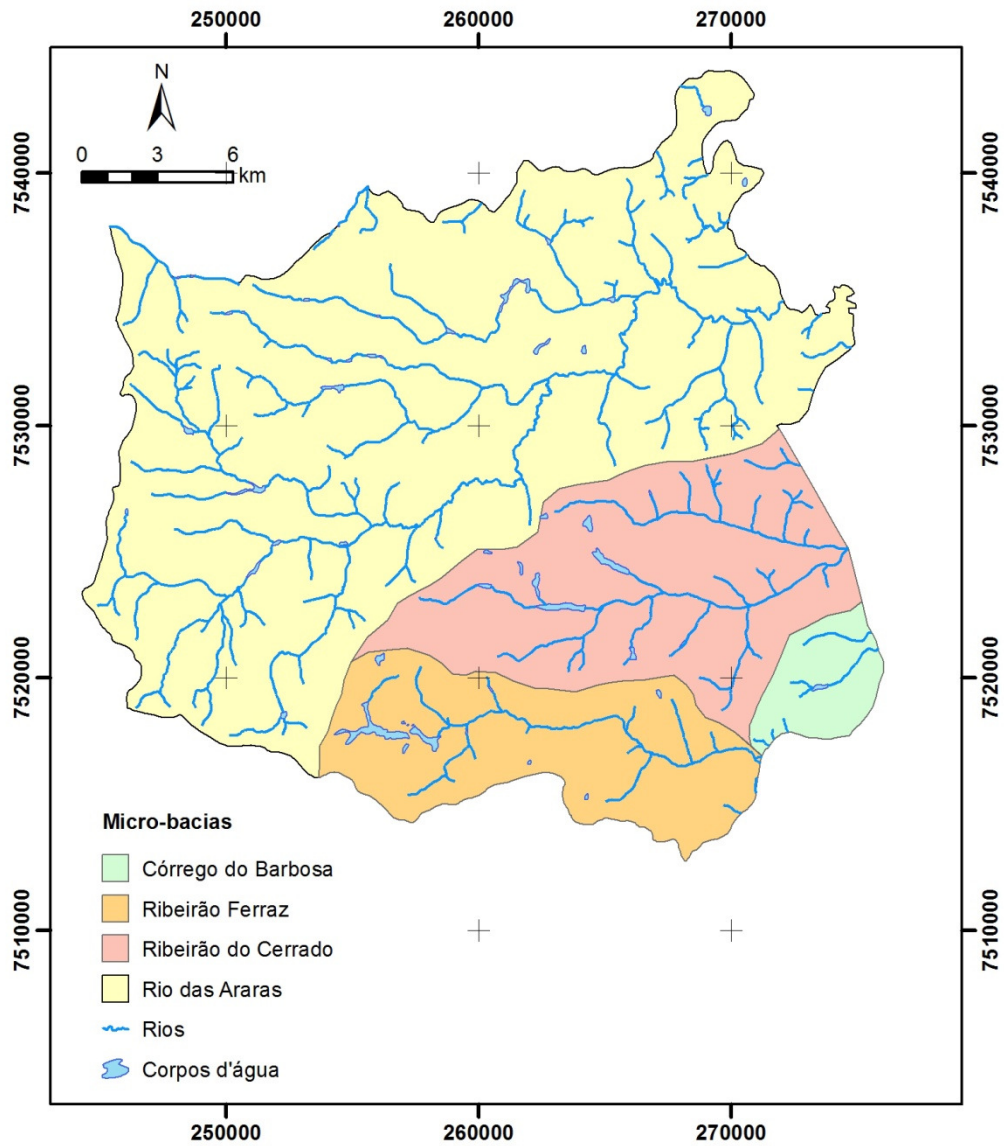 250000 260000 270000
N
0 3 6
km
7540000 7540000
7530000 7530000
7520000 7520000
Micro-bacias
Córrego do Barbosa
Ribeirão Ferraz
Ribeirão do Cerrado
Rio das Araras
Rios
Corpos d'água
7510000 7510000
250000 260000 270000